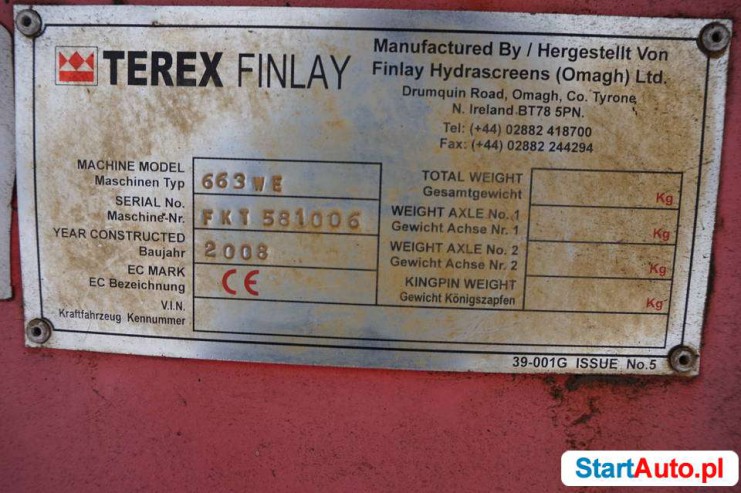 TEREX FINLAY
Manufactured By / Hergestellt Von
Finlay Hydrascreens (Omagh) Ltd.
Drumquin Road, Omagh, Co. Tyrone,
N. Ireland BT78 5PN.
Tel: (+44) 02882 418700
Fax: (+44) 02882 244294
MACHINE MODEL
Maschinen Typ
663WE
SERIAL No.
Maschine-Nr.
FKT581006
YEAR CONSTRUCTED
Baujahr
2008
EC MARK
EC Bezeichnung
CE
V.I.N.
Kraftfahrzeug Kennummer
TOTAL WEIGHT
Gesamtgewicht
Kg
WEIGHT AXLE No. 1
Gewicht Achse Nr. 1
Kg
WEIGHT AXLE No. 2
Gewicht Achse Nr. 2
Kg
KINGPIN WEIGHT
Gewicht Königszapfen
Kg
39-001G ISSUE No.5
StartAuto.pl